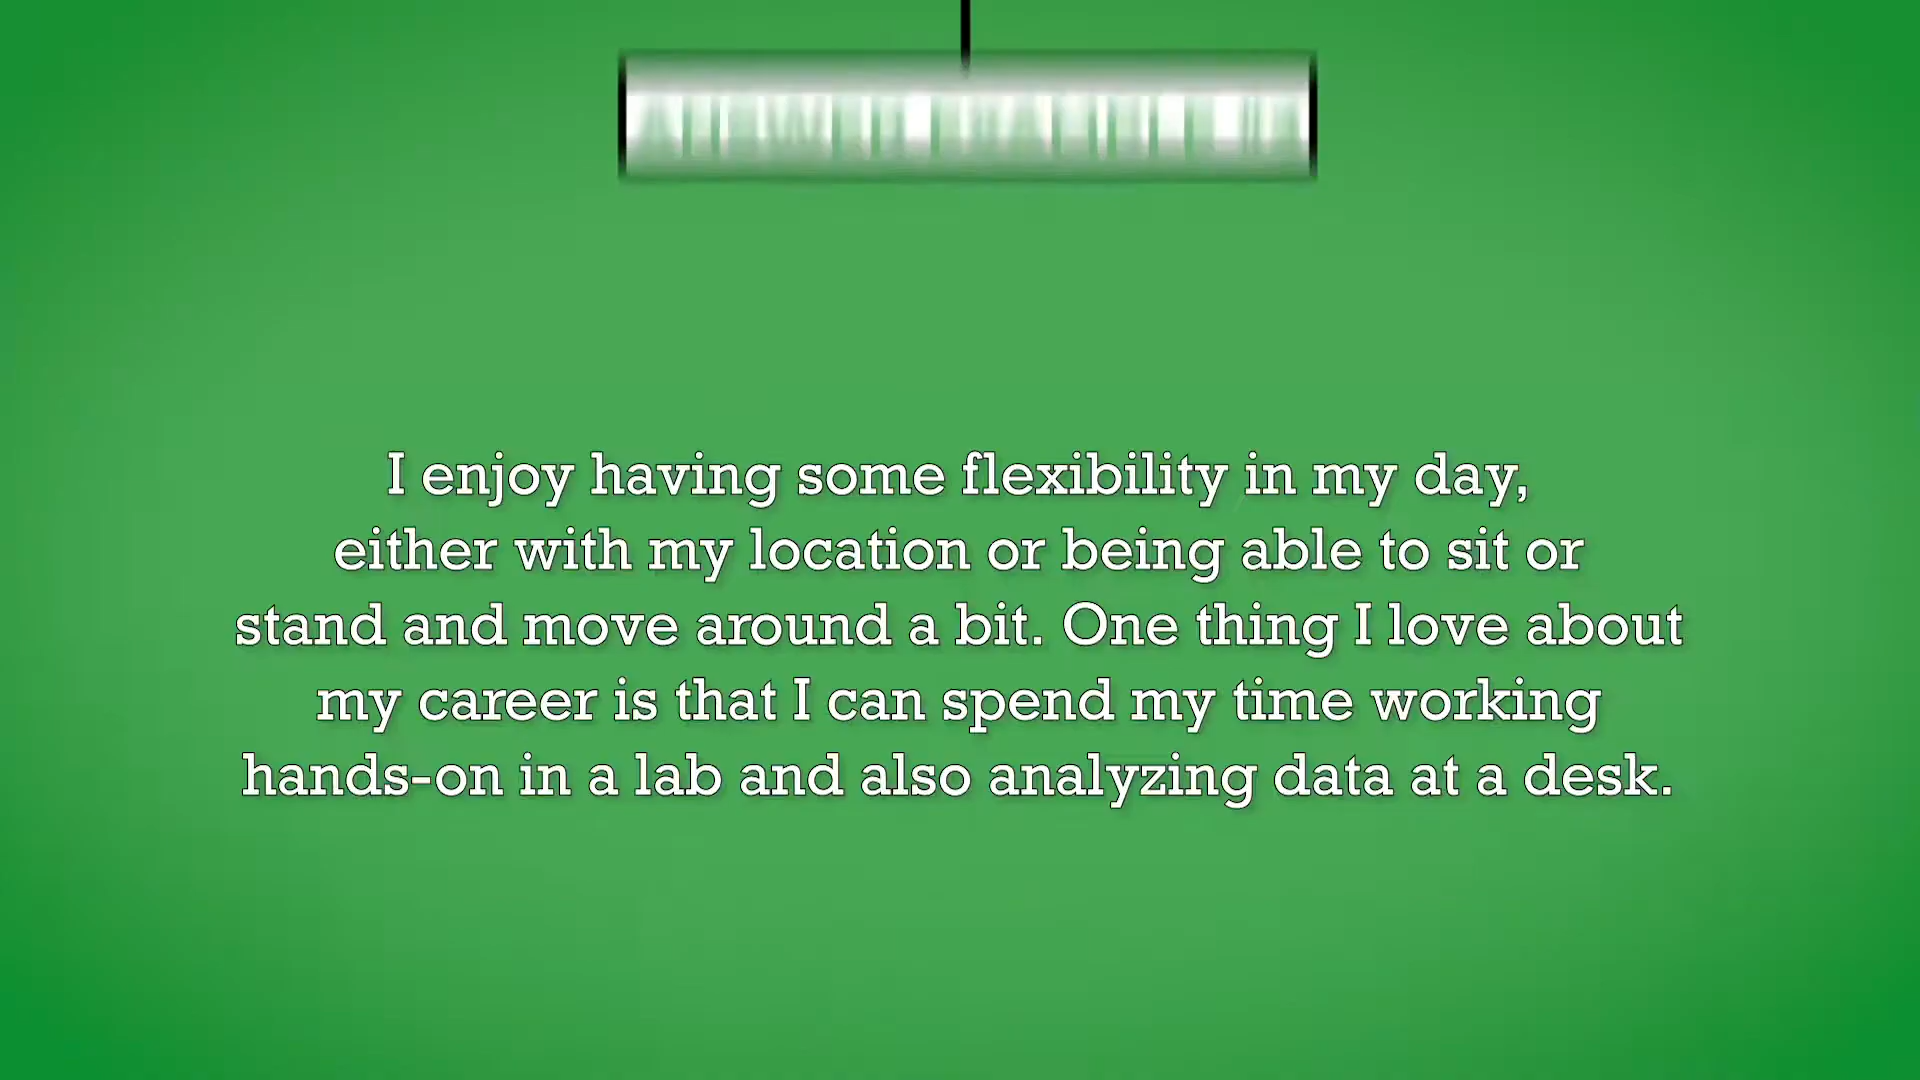 I enjoy having some flexibility in my day,
either with my location or being able to sit or
stand and move around a bit. One thing I love about
my career is that I can spend my time working
hands-on in a lab and also analyzing data at a desk.